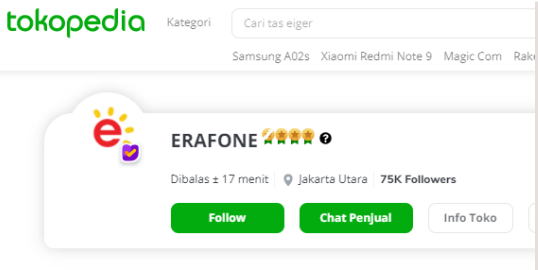 tokopedia Kategori Cari tas eiger
Samsung A02s Xiaomi Redmi Note 9 Magic Com Rake
e ERAFONE
Dibalas ± 17 menit Jakarta Utara 75K Followers
Follow Chat Penjual Info Toko